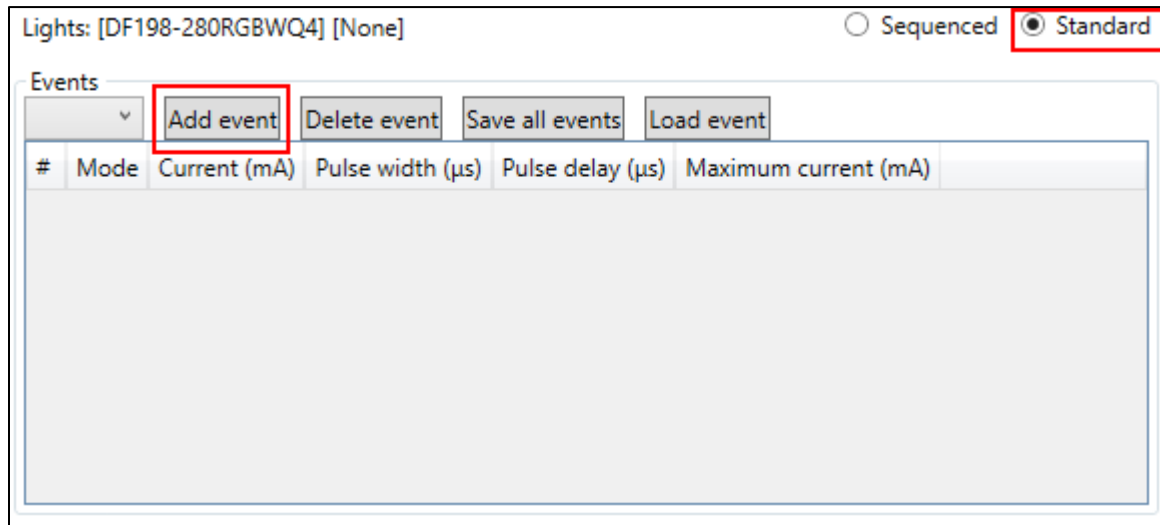 Lights: [DF198-280RGBWQ4] [None] Sequenced Standard
Events
Add event Delete event Save all events Load event
# Mode Current (mA) Pulse width (µs) Pulse delay (µs) Maximum current (mA)